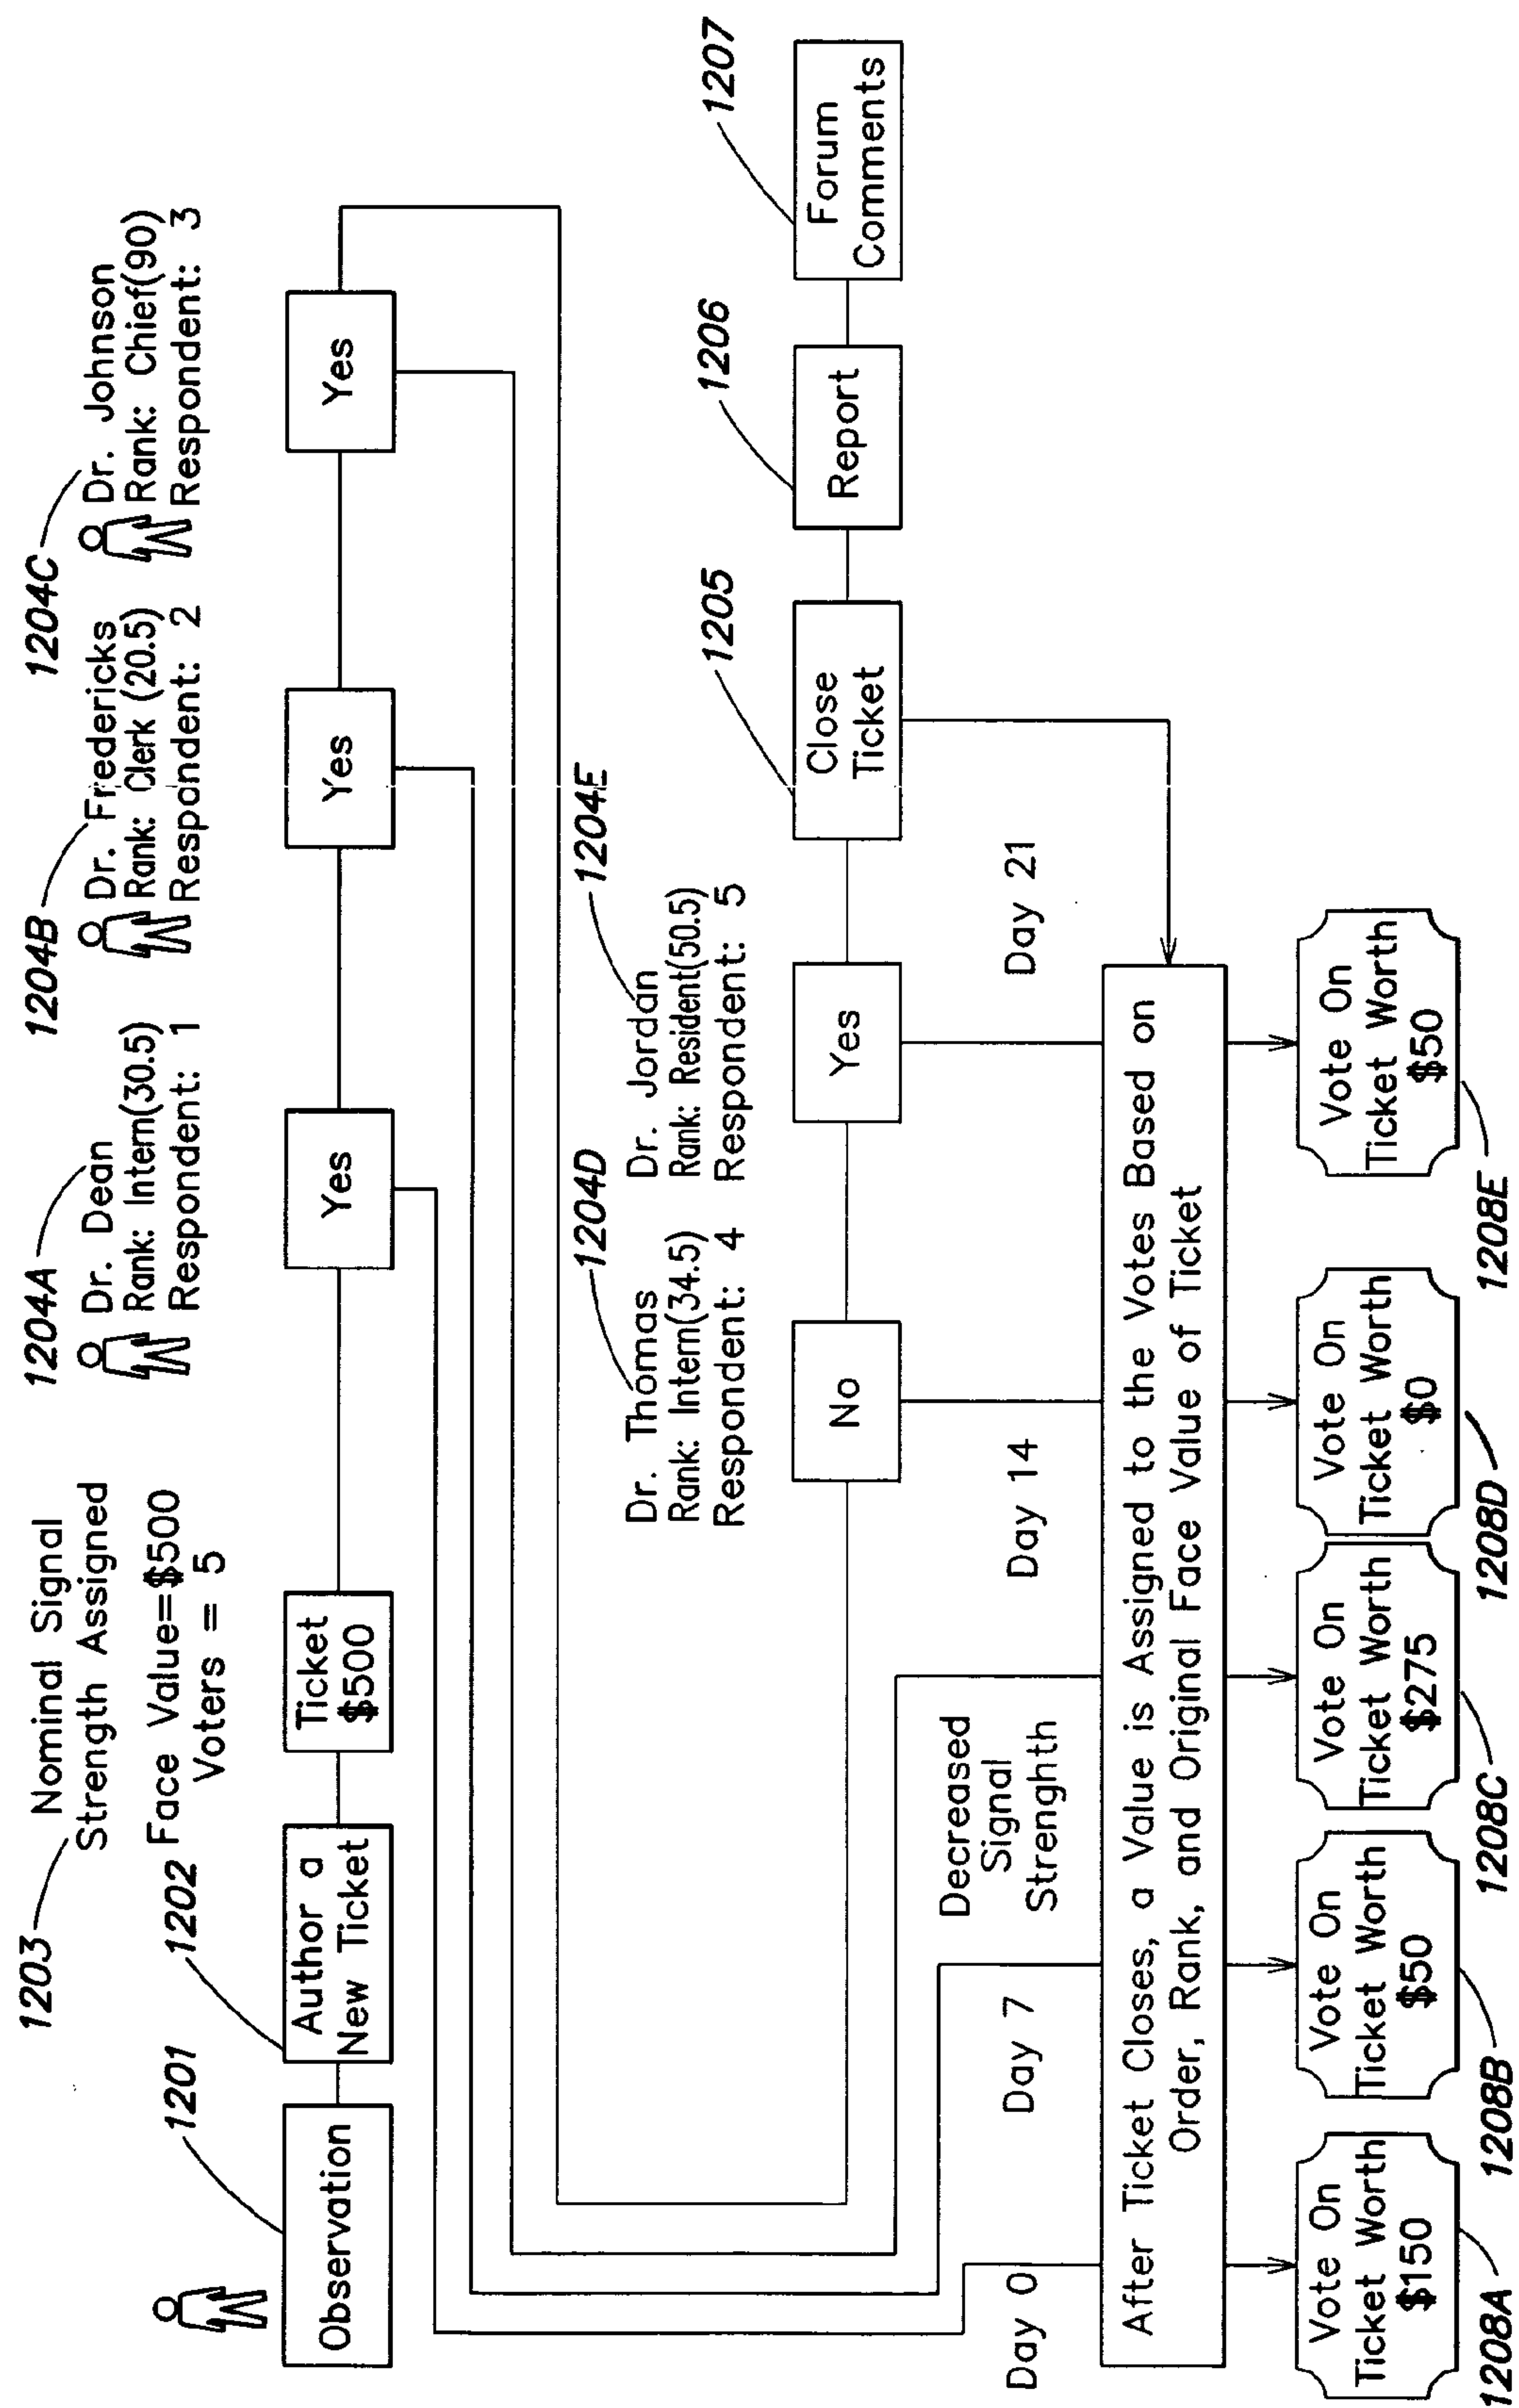 1203
Nominal Signal
Strength Assigned
1204A
Dr. Dean
Rank: Intern(30.5)
Respondent: 1
1204B
Dr. Fredericks
Rank: Clerk (20.5)
Respondent: 2
1204C
Dr. Johnson
Rank: Chief(90)
Respondent: 3
1201
1202
Face Value=$500
Voters = 5
Observation
Author a
New Ticket
Ticket
$500
Yes
Yes
Yes
1204D
Dr. Thomas
Rank: Intern(34.5)
Respondent: 4
1204E
Dr. Jordan
Rank: Resident(50.5)
Respondent: 5
1205
1206
1207
No
Yes
Close
Ticket
Report
Forum
Comments
Day 0
Day 7
Decreased
Signal
Strenghth
Day 14
Day 21
After Ticket Closes, a Value is Assigned to the Votes Based on
Order, Rank, and Original Face Value of Ticket
Vote On
Ticket Worth
$150
Vote On
Ticket Worth
$50
Vote On
Ticket Worth
$275
Vote On
Ticket Worth
$0
Vote On
Ticket Worth
$50
1208A
1208B
1208C
1208D
1208E